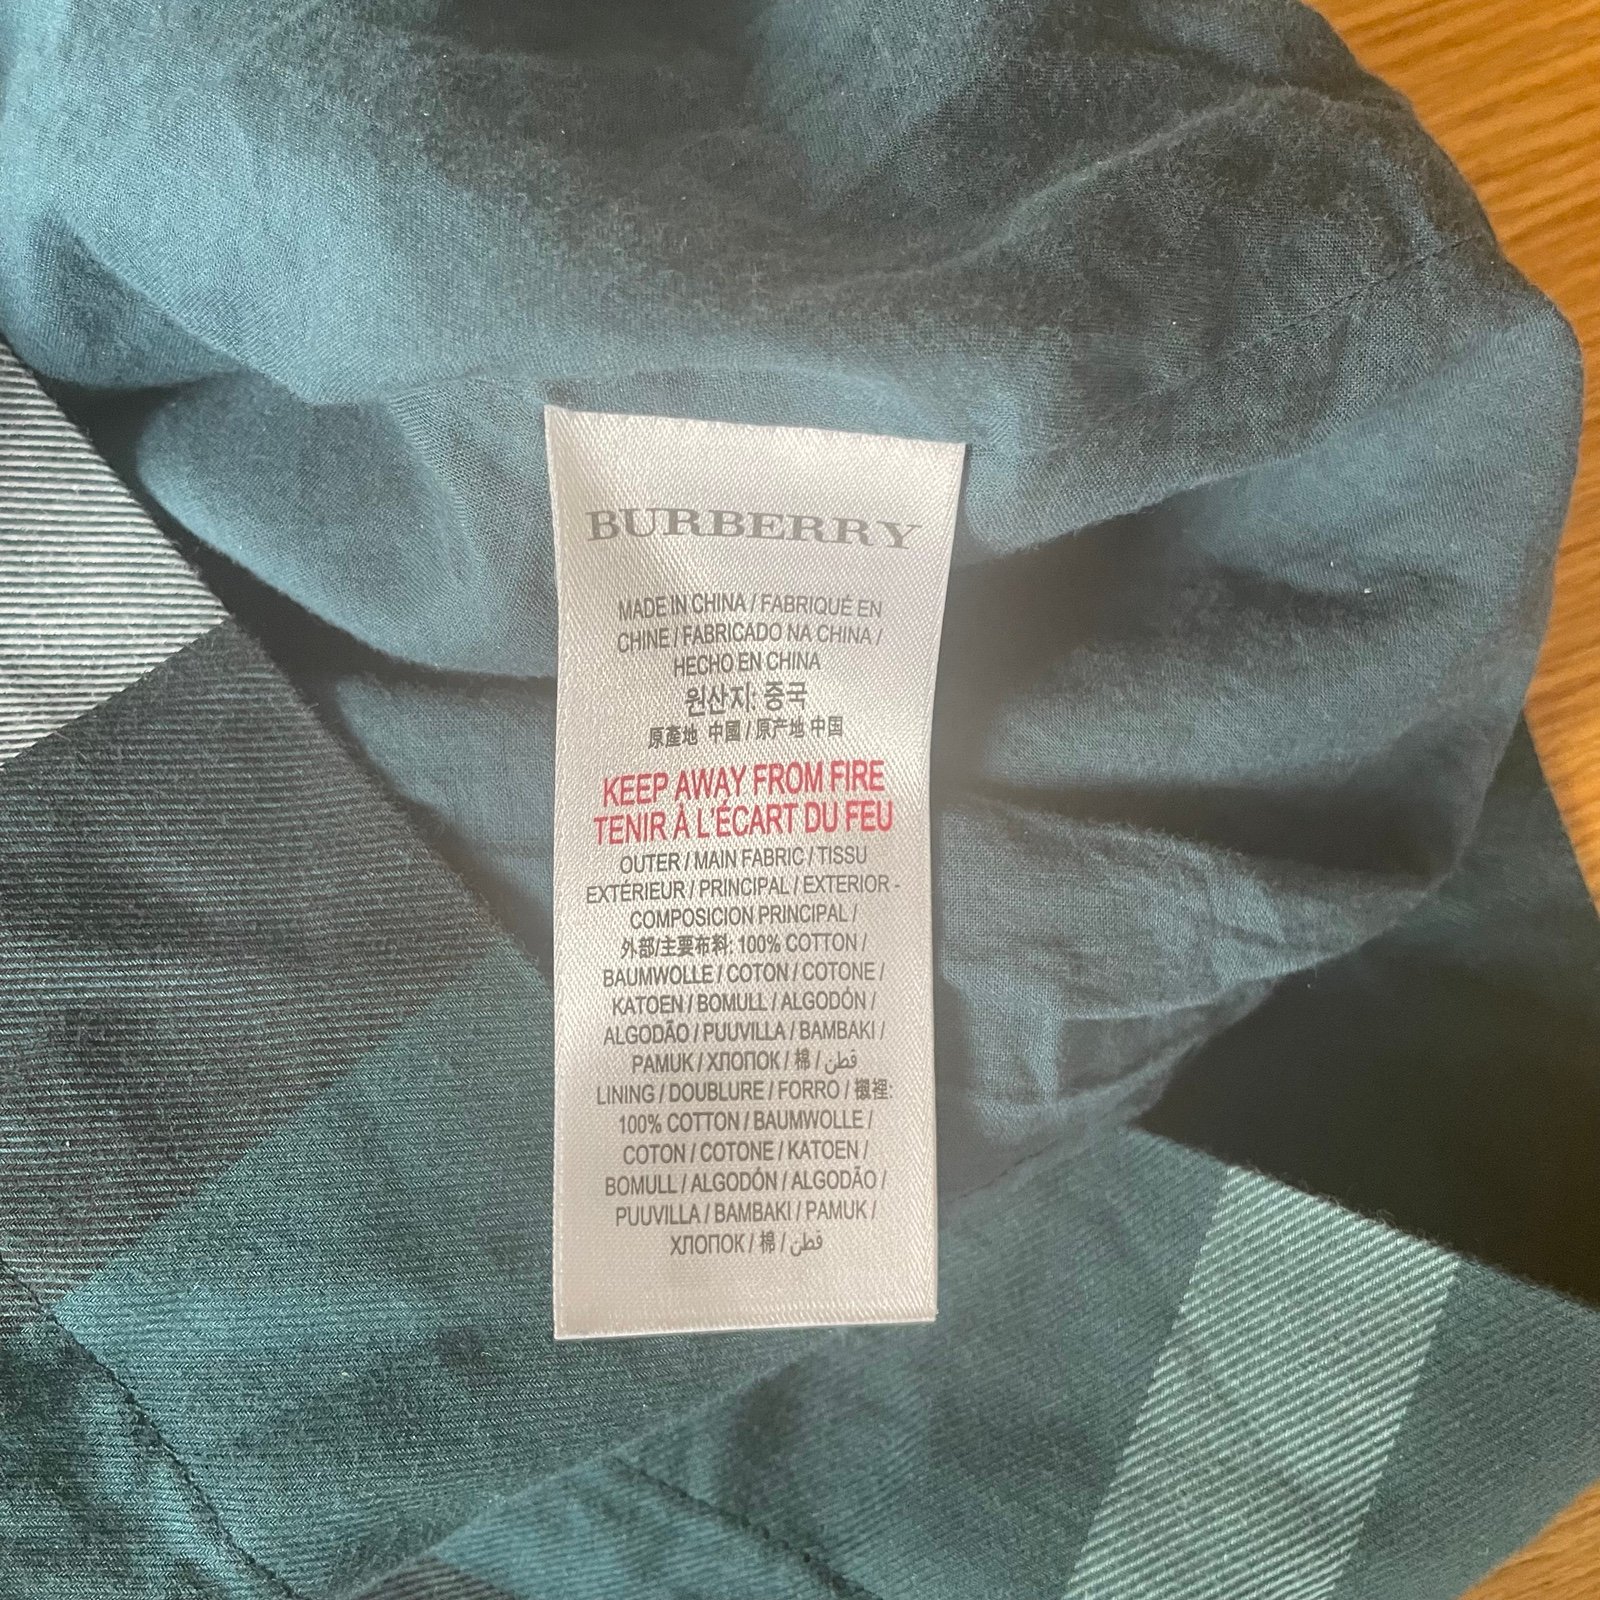 BURBERRY
MADE IN CHINA / FABRIQUÉ EN
CHINE / FABRICADO NA CHINA /
HECHO EN CHINA
원산지: 중국
原產地 中國 / 原产地 中国
KEEP AWAY FROM FIRE
TENIR À L'ÉCART DU FEU
OUTER / MAIN FABRIC / TISSU
EXTÉRIEUR / PRINCIPAL / EXTERIOR -
COMPOSICION PRINCIPAL /
外部/主要布料: 100% COTTON /
BAUMWOLLE / COTON / COTONE /
KATOEN / BOMULL / ALGODÓN /
ALGODÃO / PUUVILLA / BAMBAKI /
PAMUK / ХЛОПОК / 棉 / قطن
LINING / DOUBLURE / FORRO / 襯裡:
100% COTTON / BAUMWOLLE /
COTON / COTONE / KATOEN /
BOMULL / ALGODÓN / ALGODÃO /
PUUVILLA / BAMBAKI / PAMUK /
ХЛОПОК / 棉 / قطن